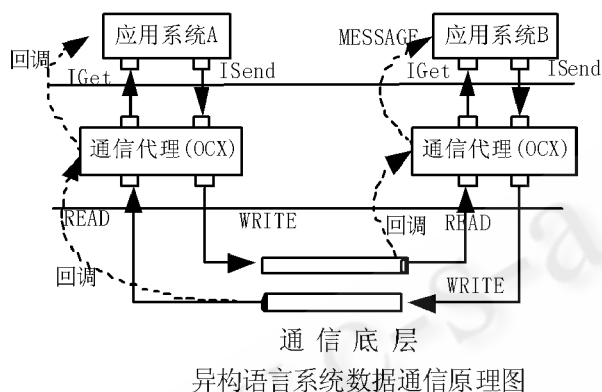 应用系统A
MESSAGE
应用系统B
回调
IGet
ISend
IGet
ISend
通信代理(OCX)
通信代理(OCX)
READ
WRITE
回调
READ
回调
WRITE
通信底层
异构语言系统数据通信原理图